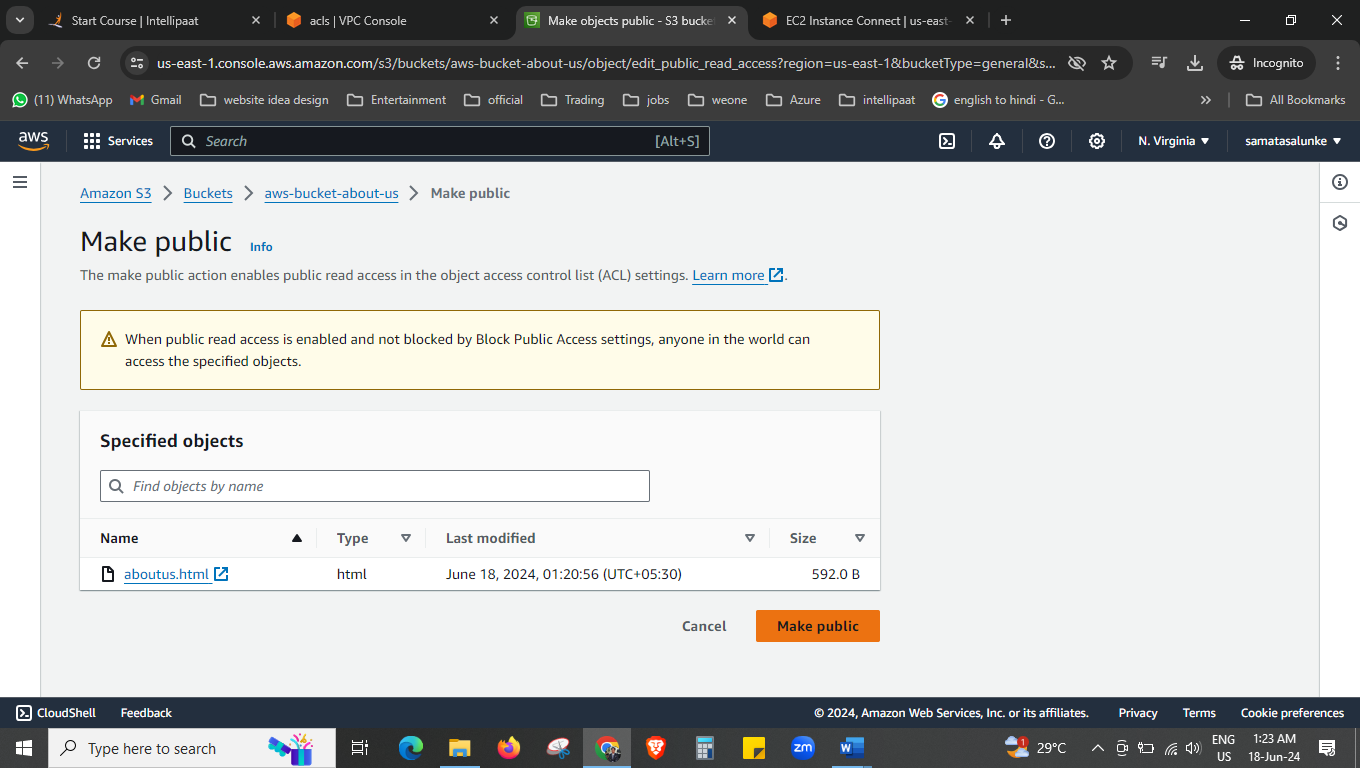 Start Course | Intellipaat
acls | VPC Console
Make objects public - S3 bucket
EC2 Instance Connect | us-east-
us-east-1.console.aws.amazon.com/s3/buckets/aws-bucket-about-us/object/edit_public_read_access?region=us-east-1&bucketType=general&s...
Incognito
(11) WhatsApp
Gmail
website idea design
Entertainment
official
Trading
jobs
weone
Azure
intellipaat
english to hindi - G...
All Bookmarks
aws
Services
Search
[Alt+S]
N. Virginia
samatasalunke
Amazon S3
Buckets
aws-bucket-about-us
Make public
Make public
Info
The make public action enables public read access in the object access control list (ACL) settings. Learn more.
When public read access is enabled and not blocked by Block Public Access settings, anyone in the world can
access the specified objects.
Specified objects
Find objects by name
Name
Type
Last modified
Size
aboutus.html
html
June 18, 2024, 01:20:56 (UTC+05:30)
592.0 B
Cancel
Make public
CloudShell
Feedback
© 2024, Amazon Web Services, Inc. or its affiliates.
Privacy
Terms
Cookie preferences
Type here to search
zm
W
1
29°C
ENG
US
1:23 AM
18-Jun-24